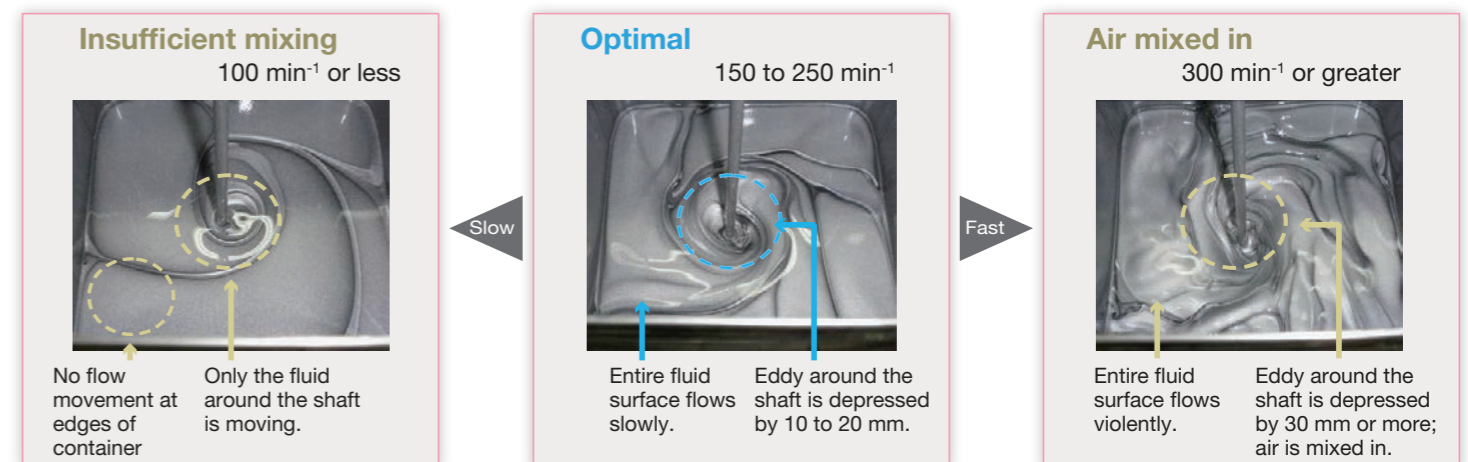 Insufficient mixing
100 min⁻¹ or less
No flow
movement at
edges of
container
Only the fluid
around the shaft
is moving.
Slow
Optimal
150 to 250 min⁻¹
Entire fluid
surface flows
slowly.
Eddy around the
shaft is depressed
by 10 to 20 mm.
Fast
Air mixed in
300 min⁻¹ or greater
Entire fluid
surface flows
violently.
Eddy around the
shaft is depressed
by 30 mm or more;
air is mixed in.